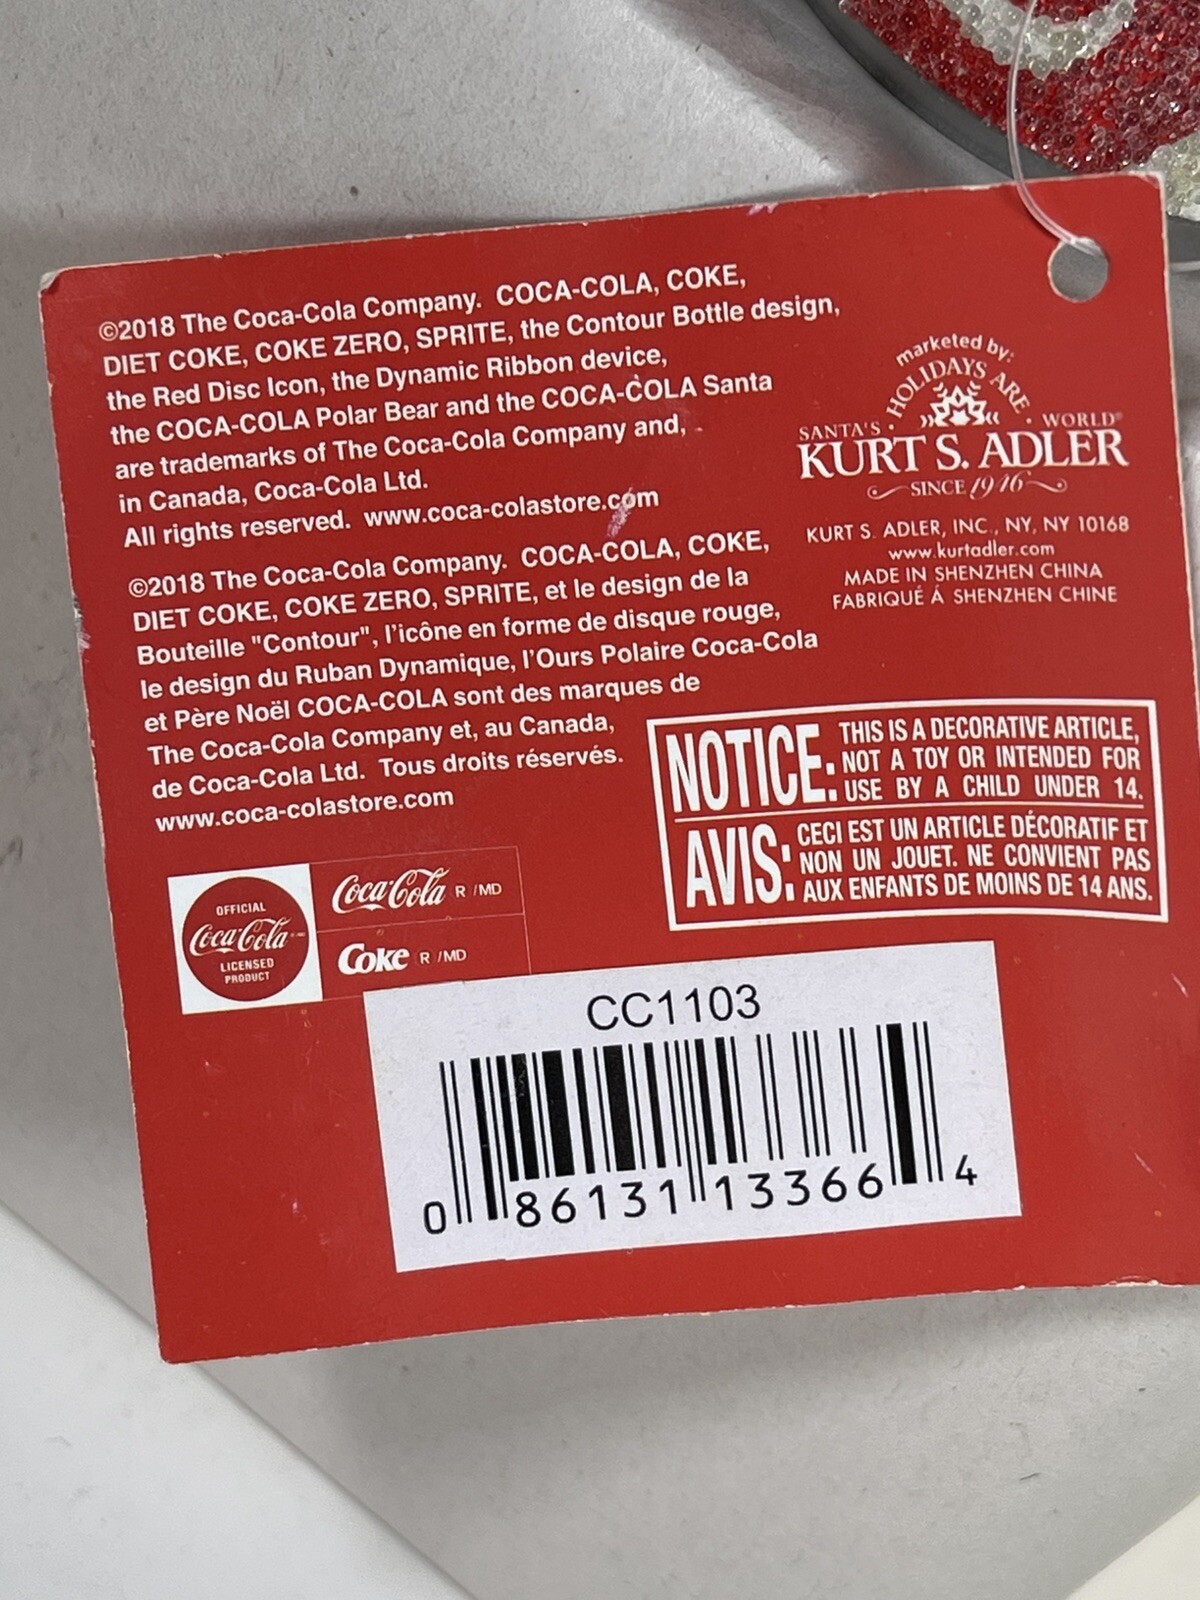 ©2018 The Coca-Cola Company. COCA-COLA, COKE,
DIET COKE, COKE ZERO, SPRITE, the Contour Bottle design,
the Red Disc Icon, the Dynamic Ribbon device,
the COCA-COLA Polar Bear and the COCA-COLA Santa
are trademarks of The Coca-Cola Company and,
in Canada, Coca-Cola Ltd.
All rights reserved. www.coca-colastore.com
©2018 The Coca-Cola Company. COCA-COLA, COKE,
DIET COKE, COKE ZERO, SPRITE, et le design de la
Bouteille "Contour", l'icône en forme de disque rouge,
le design du Ruban Dynamique, l'Ours Polaire Coca-Cola
et Père Noël COCA-COLA sont des marques de
The Coca-Cola Company et, au Canada,
de Coca-Cola Ltd. Tous droits réservés.
www.coca-colastore.com
marketed by:
HOLIDAYS ARE
SANTA'S · · WORLD®
KURT S. ADLER
SINCE 1946
KURT S. ADLER, INC., NY, NY 10168
www.kurtadler.com
MADE IN SHENZHEN CHINA
FABRIQUÉ Á SHENZHEN CHINE
NOTICE: THIS IS A DECORATIVE ARTICLE,
NOT A TOY OR INTENDED FOR
USE BY A CHILD UNDER 14.
AVIS: CECI EST UN ARTICLE DÉCORATIF ET
NON UN JOUET. NE CONVIENT PAS
AUX ENFANTS DE MOINS DE 14 ANS.
OFFICIAL
Coca-Cola
LICENSED
PRODUCT
Coca-Cola R /MD
Coke R /MD
CC1103
0 86131 13366 4